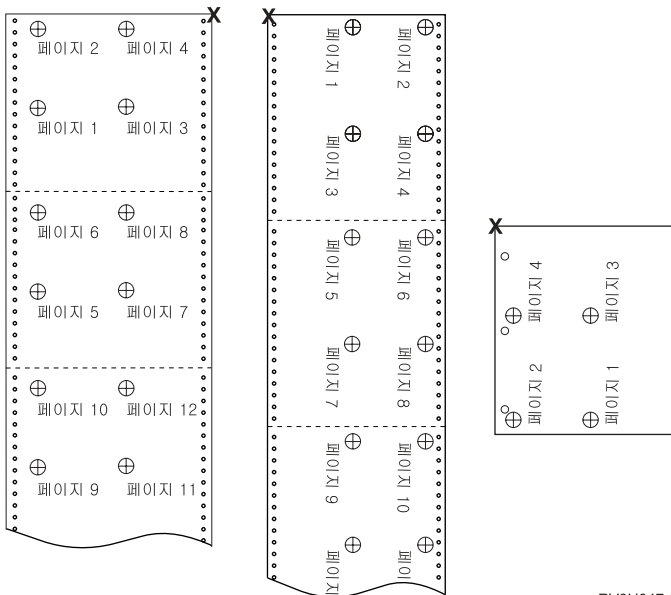 X
페이지 2 페이지 4
페이지 1 페이지 3
페이지 6 페이지 8
페이지 5 페이지 7
페이지 10 페이지 12
페이지 9 페이지 11
X
페이지 1 페이지 2
페이지 3 페이지 4
페이지 5 페이지 6
페이지 7 페이지 8
페이지 9 페이지 10
페이지
X
페이지 4 페이지 3
페이지 2 페이지 1